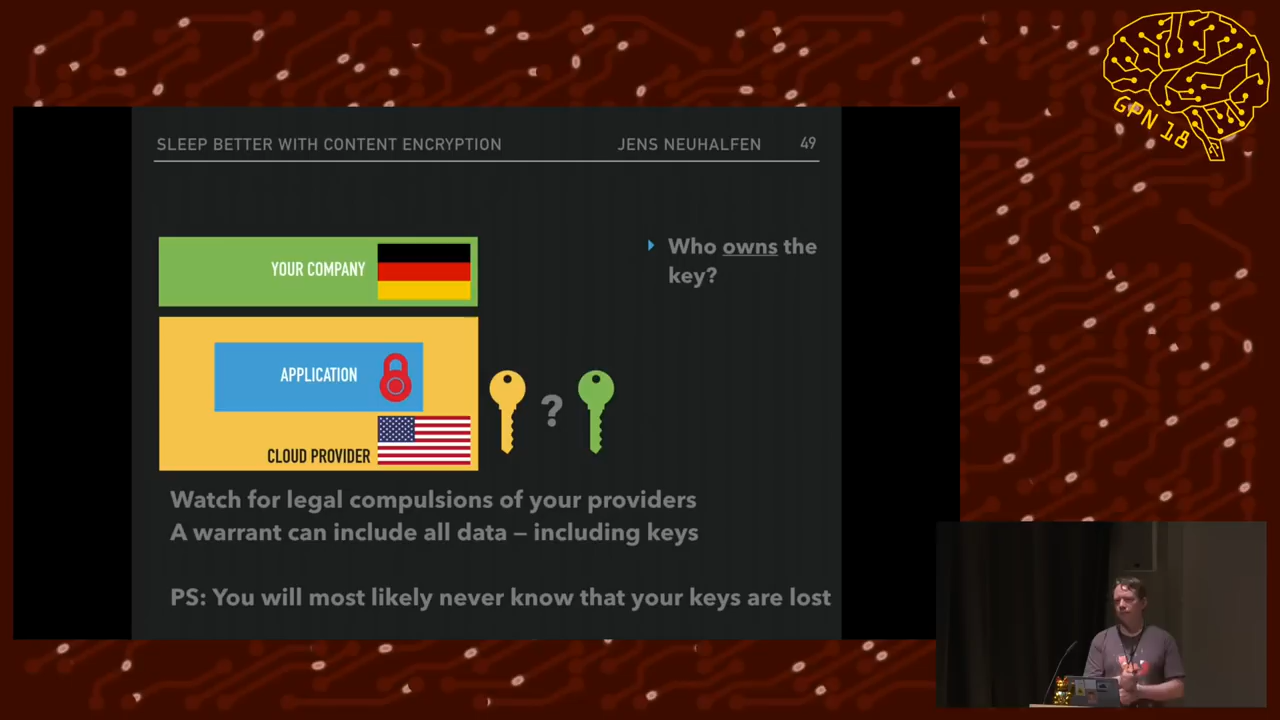 GPN 18
SLEEP BETTER WITH CONTENT ENCRYPTION
JENS NEUHALFEN
49
YOUR COMPANY
Who owns the
key?
APPLICATION
?
CLOUD PROVIDER
Watch for legal compulsions of your providers
A warrant can include all data – including keys
PS: You will most likely never know that your keys are lost